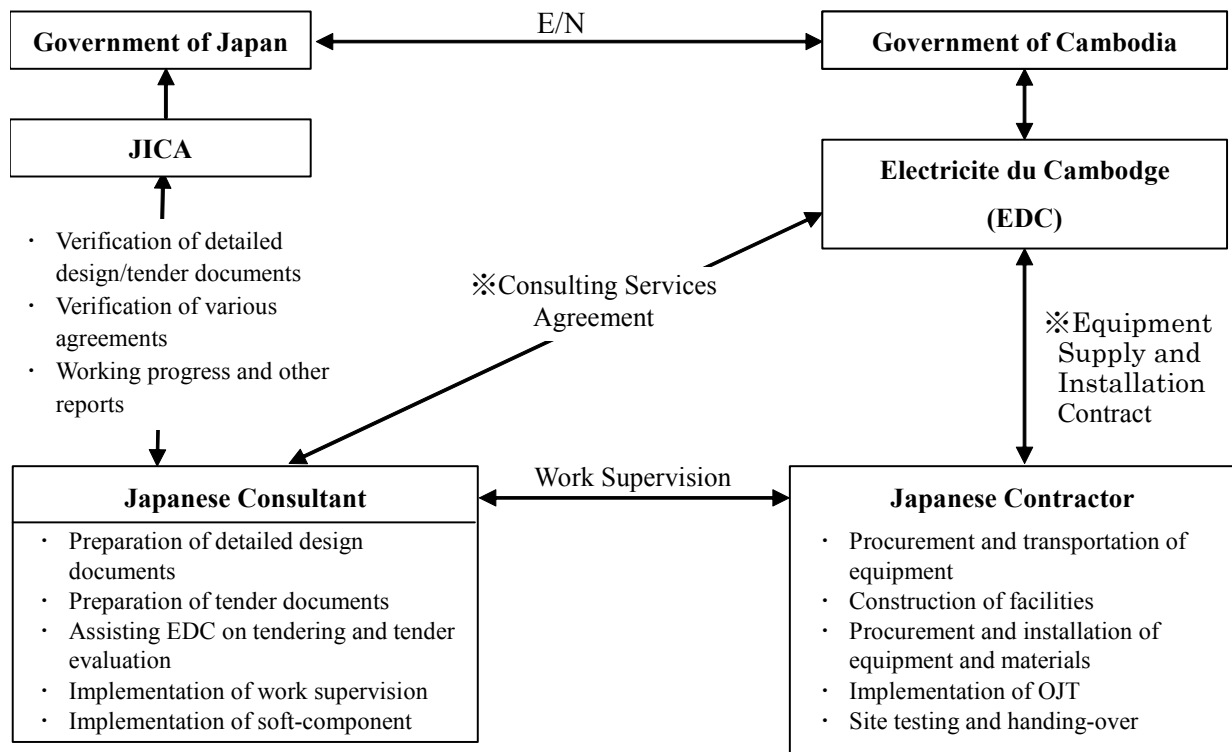 E/N
Government of Japan
Government of Cambodia
JICA
Electricite du Cambodge
(EDC)
・ Verification of detailed
design/tender documents
・ Verification of various
agreements
・ Working progress and other
reports
※Consulting Services
Agreement
※Equipment
Supply and
Installation
Contract
Work Supervision
Japanese Consultant
・ Preparation of detailed design
documents
・ Preparation of tender documents
・ Assisting EDC on tendering and tender
evaluation
・ Implementation of work supervision
・ Implementation of soft-component
Japanese Contractor
・ Procurement and transportation of
equipment
・ Construction of facilities
・ Procurement and installation of
equipment and materials
・ Implementation of OJT
・ Site testing and handing-over